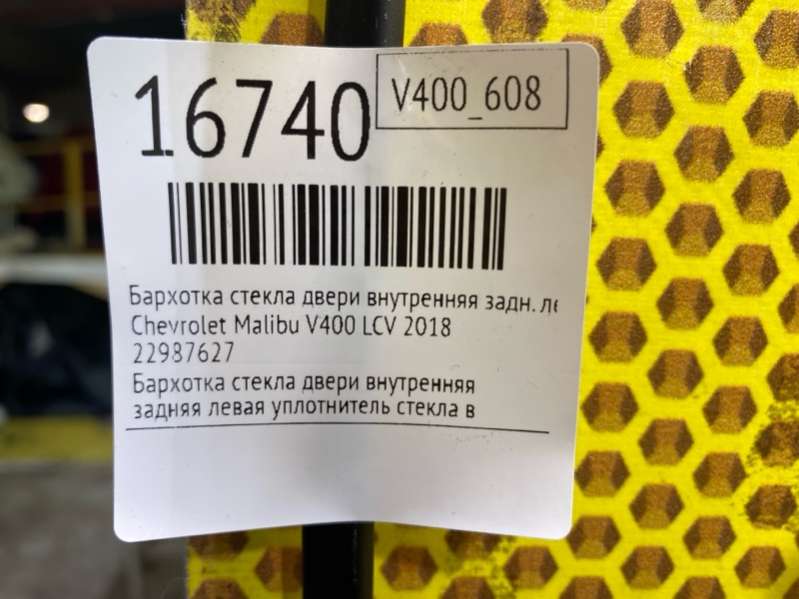 16740
V400_608
Бархотка стекла двери внутренняя задн.
Chevrolet Malibu V400 LCV 2018
22987627
Бархотка стекла двери внутренняя
задняя левая уплотнитель стекла в